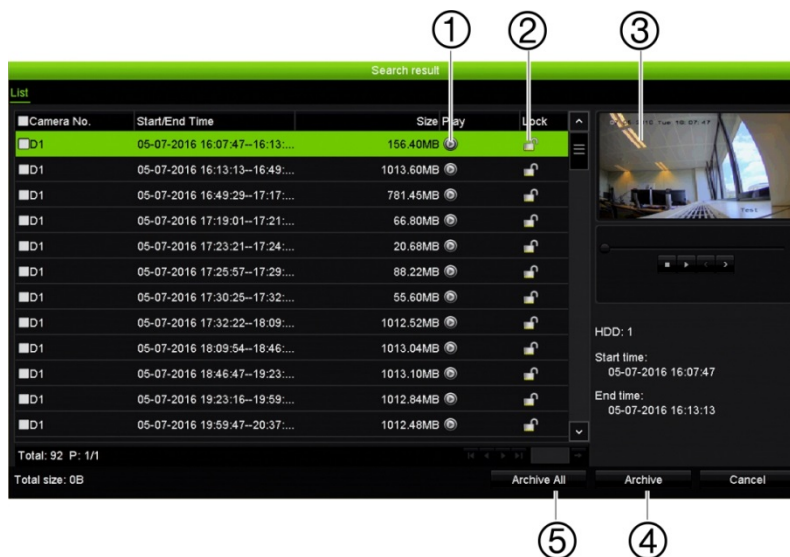 ① ② ③
Search result
List
Camera No. Start/End Time Size Play Lock
D1 05-07-2016 16:07:47--16:13:... 156.40MB
D1 05-07-2016 16:13:13--16:49:... 1013.60MB
D1 05-07-2016 16:49:29--17:17:... 781.45MB
D1 05-07-2016 17:19:01--17:21:... 66.80MB
D1 05-07-2016 17:23:21--17:24:... 20.68MB
D1 05-07-2016 17:25:57--17:29:... 88.22MB
D1 05-07-2016 17:30:25--17:32:... 55.60MB
D1 05-07-2016 17:32:22--18:09:... 1012.52MB
D1 05-07-2016 18:09:54--18:46:... 1013.04MB
D1 05-07-2016 18:46:47--19:23:... 1013.10MB
D1 05-07-2016 19:23:16--19:59:... 1012.84MB
D1 05-07-2016 19:59:47--20:37:... 1012.48MB
Total: 92 P: 1/1
Total size: 0B
Tue 16:07:47
HDD: 1
Start time:
05-07-2016 16:07:47
End time:
05-07-2016 16:13:13
Archive All Archive Cancel
⑤ ④